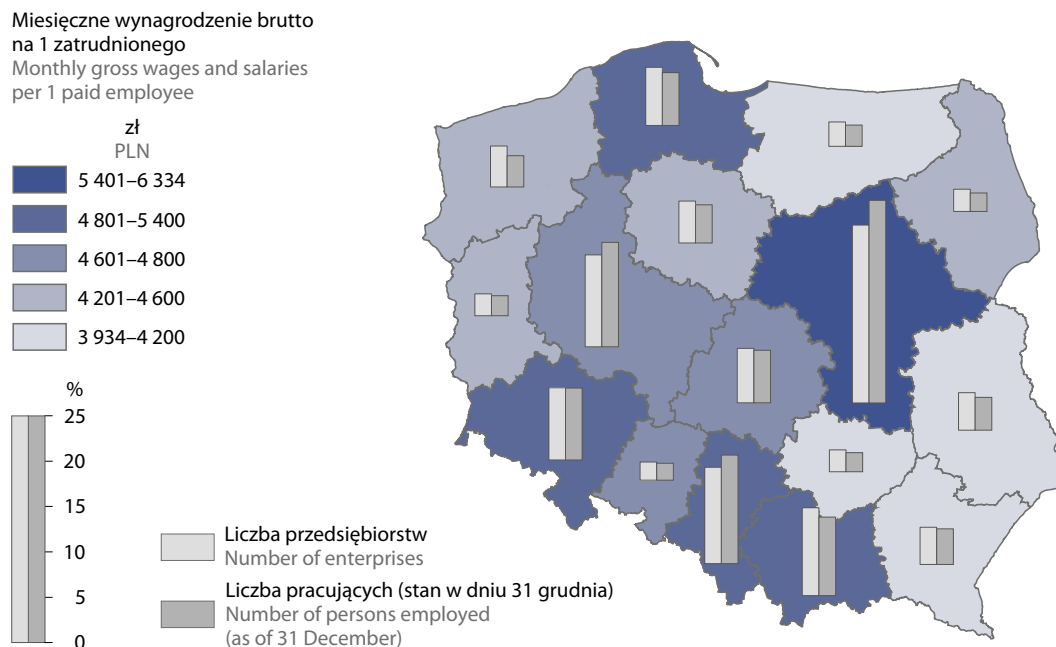 Miesięczne wynagrodzenie brutto
na 1 zatrudnionego
Monthly gross wages and salaries
per 1 paid employee
zł
PLN
5 401–6 334
4 801–5 400
4 601–4 800
4 201–4 600
3 934–4 200
%
25
20
15
10
5
0
Liczba przedsiębiorstw
Number of enterprises
Liczba pracujących (stan w dniu 31 grudnia)
Number of persons employed
(as of 31 December)